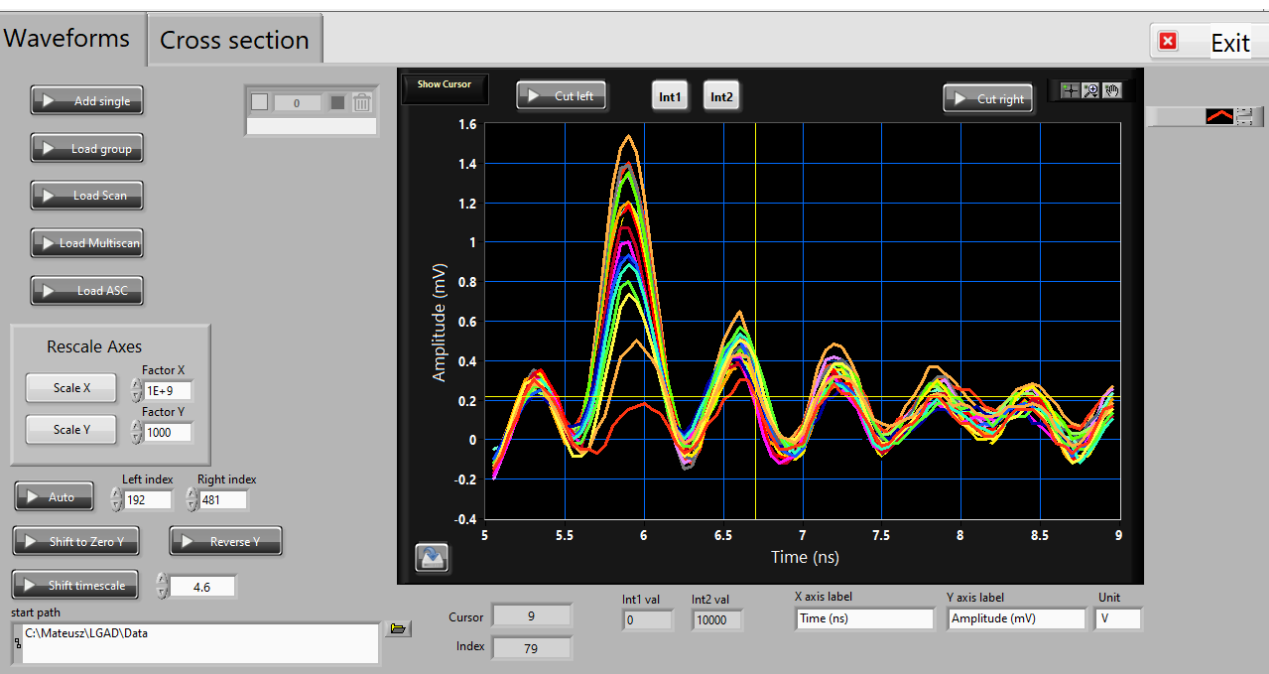 Waveforms
Cross section
Exit
Add single
Load group
Load Scan
Load Multiscan
Load ASC
0
Rescale Axes
Factor X
Scale X
1E+9
Factor Y
Scale Y
1000
Left index
Right index
Auto
192
481
Shift to Zero Y
Reverse Y
Shift timescale
4.6
start path
C:\Mateusz\LGAD\Data
Show Cursor
Cut left
Int1
Int2
Cut right
1.6
1.4
1.2
1
0.8
0.6
0.4
0.2
0
-0.2
-0.4
Amplitude (mV)
5
5.5
6
6.5
7
7.5
8
8.5
9
Time (ns)
Cursor
9
Index
79
Int1 val
0
Int2 val
10000
X axis label
Time (ns)
Y axis label
Amplitude (mV)
Unit
V